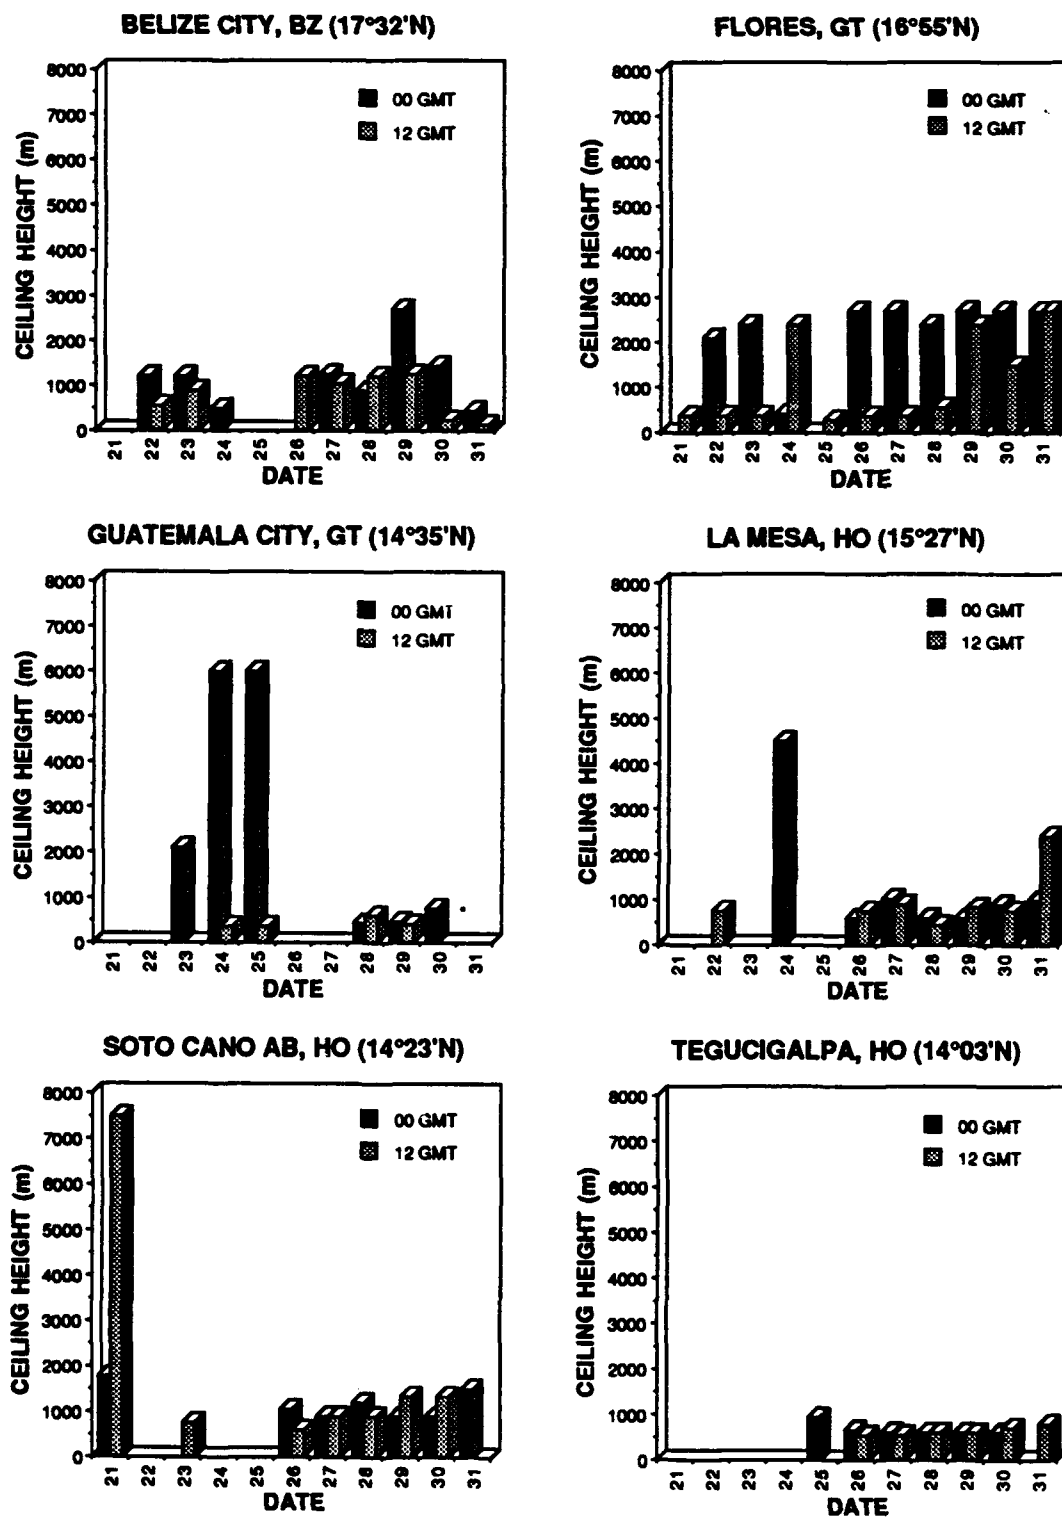 BELIZE CITY, BZ (17°32'N)
8000
7000
6000
5000
4000
3000
2000
1000
0
CEILING HEIGHT (m)
00 GMT
12 GMT
21 22 23 24 25 26 27 28 29 30 31
DATE
FLORES, GT (16°55'N)
8000
7000
6000
5000
4000
3000
2000
1000
0
CEILING HEIGHT (m)
00 GMT
12 GMT
21 22 23 24 25 26 27 28 29 30 31
DATE
GUATEMALA CITY, GT (14°35'N)
8000
7000
6000
5000
4000
3000
2000
1000
0
CEILING HEIGHT (m)
00 GMT
12 GMT
21 22 23 24 25 26 27 28 29 30 31
DATE
LA MESA, HO (15°27'N)
8000
7000
6000
5000
4000
3000
2000
1000
0
CEILING HEIGHT (m)
00 GMT
12 GMT
21 22 23 24 25 26 27 28 29 30 31
DATE
SOTO CANO AB, HO (14°23'N)
8000
7000
6000
5000
4000
3000
2000
1000
0
CEILING HEIGHT (m)
00 GMT
12 GMT
21 22 23 24 25 26 27 28 29 30 31
DATE
TEGUCIGALPA, HO (14°03'N)
8000
7000
6000
5000
4000
3000
2000
1000
0
CEILING HEIGHT (m)
00 GMT
12 GMT
21 22 23 24 25 26 27 28 29 30 31
DATE